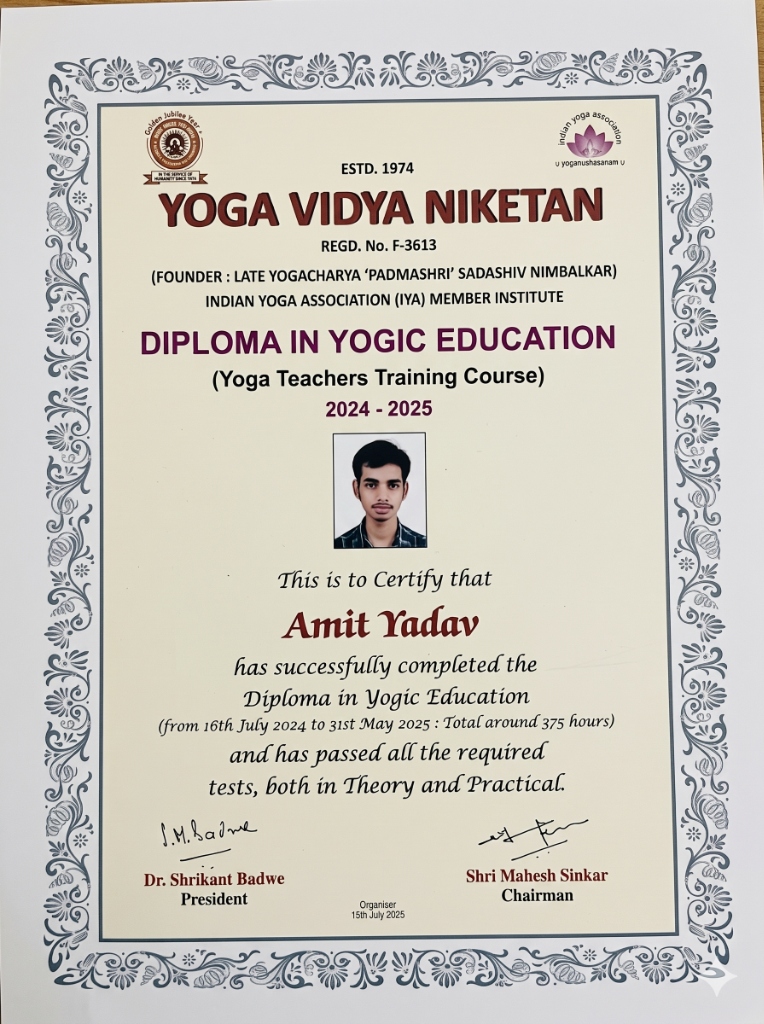 Golden Jubilee Year
IN THE SERVICE OF
HUMANITY SINCE 1974
indian yoga association
υ yoganushasanam υ
ESTD. 1974
YOGA VIDYA NIKETAN
REGD. No. F-3613
(FOUNDER : LATE YOGACHARYA ‘PADMASHRI’ SADASHIV NIMBALKAR)
INDIAN YOGA ASSOCIATION (IYA) MEMBER INSTITUTE
DIPLOMA IN YOGIC EDUCATION
(Yoga Teachers Training Course)
2024 - 2025
This is to Certify that
Amit Yadav
has successfully completed the
Diploma in Yogic Education
(from 16th July 2024 to 31st May 2025 : Total around 375 hours)
and has passed all the required
tests, both in Theory and Practical.
S.M.Badwe
Dr. Shrikant Badwe
President
Organiser
15th July 2025
Shri Mahesh Sinkar
Chairman